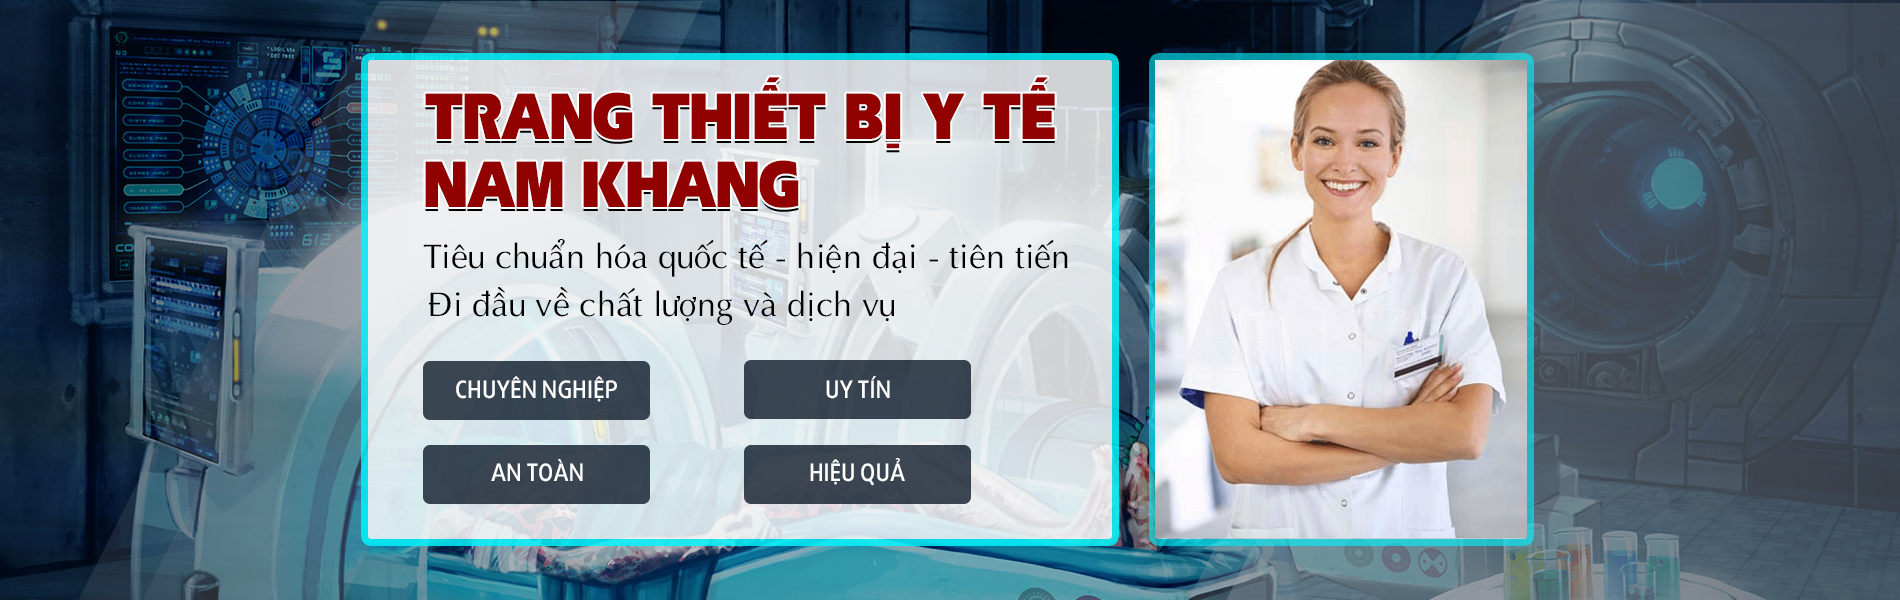 TRANG THIẾT BỊ Y TẾ
NAM KHANG
Tiêu chuẩn hóa quốc tế - hiện đại - tiên tiến
Đi đầu về chất lượng và dịch vụ
CHUYÊN NGHIỆP
UY TÍN
AN TOÀN
HIỆU QUẢ
612